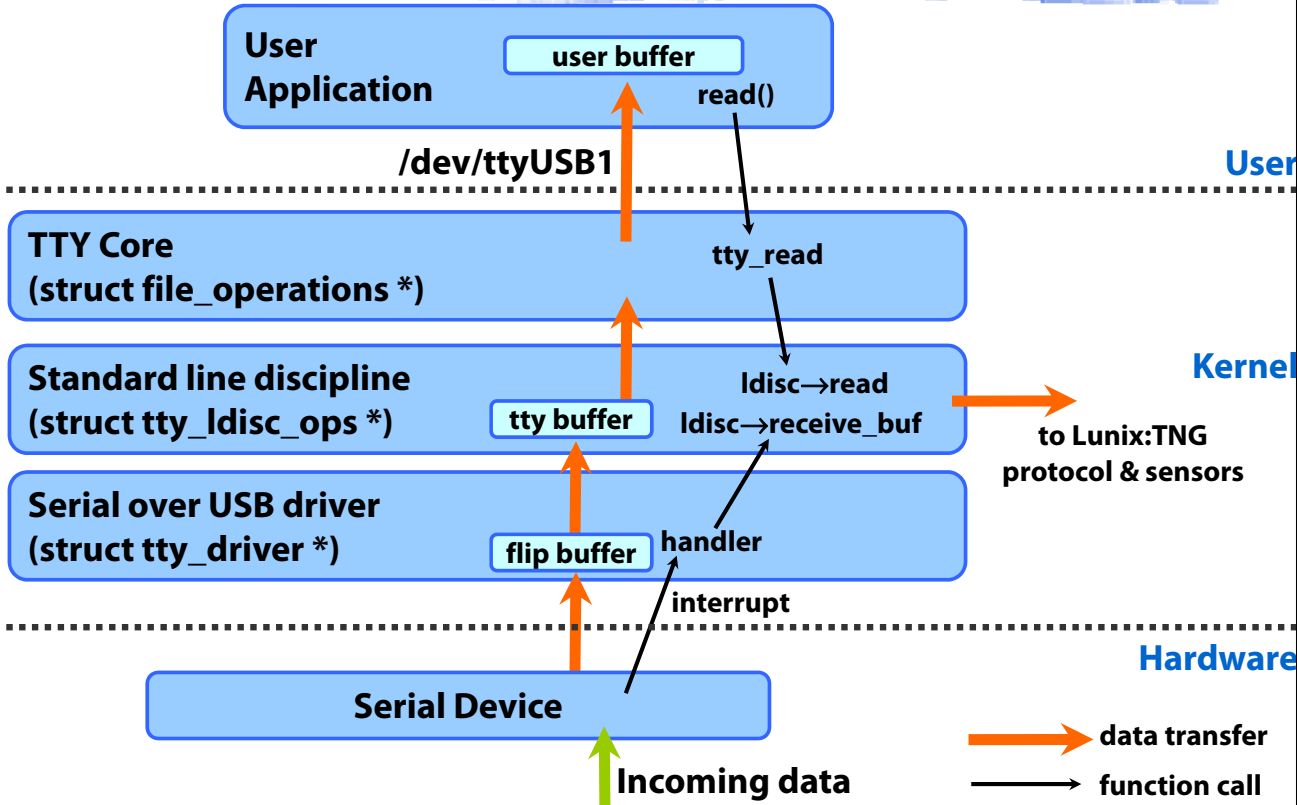 User
Application
user buffer
read()
/dev/ttyUSB1
User
TTY Core
(struct file_operations *)
tty_read
Kernel
Standard line discipline
(struct tty_ldisc_ops *)
tty buffer
ldisc→read
ldisc→receive_buf
to Lunix:TNG
protocol & sensors
Serial over USB driver
(struct tty_driver *)
flip buffer
handler
interrupt
Hardware
Serial Device
Incoming data
data transfer
function call